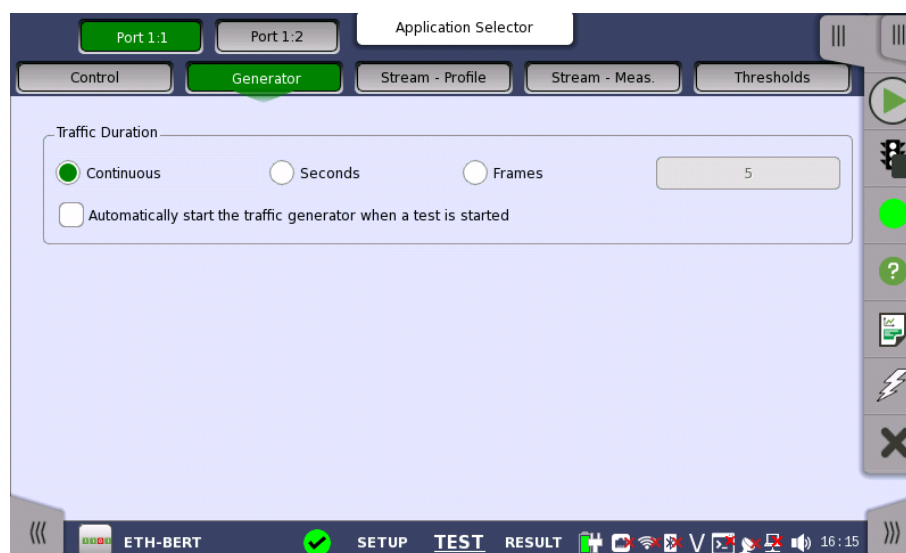 Port 1:1 Port 1:2 Application Selector
Control Generator Stream - Profile Stream - Meas. Thresholds
Traffic Duration
Continuous Seconds Frames 5
Automatically start the traffic generator when a test is started
ETH-BERT SETUP TEST RESULT 16:15